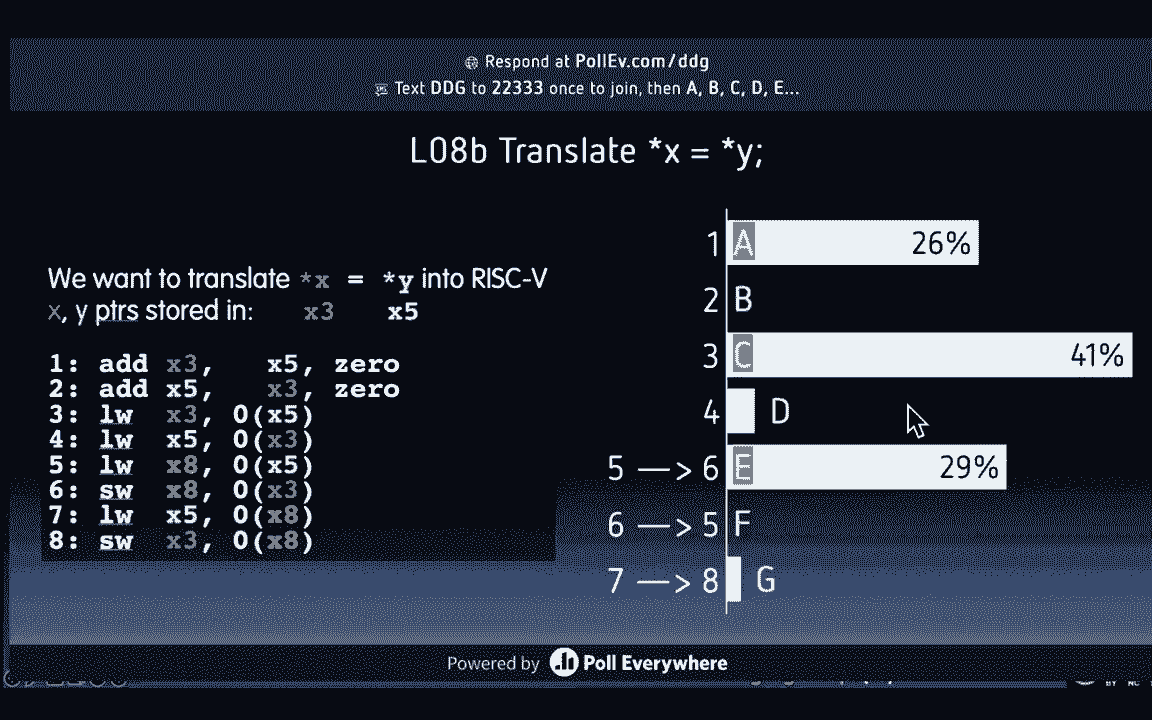 Respond at PollEv.com/ddg
Text DDG to 22333 once to join, then A, B, C, D, E...
L08b Translate *x = *y;
We want to translate *x = *y into RISC-V
x, y ptrs stored in: x3 x5
1: add x3, x5, zero
2: add x5, x3, zero
3: lw x3, 0(x5)
4: lw x5, 0(x3)
5: lw x8, 0(x5)
6: sw x8, 0(x3)
7: lw x5, 0(x8)
8: sw x3, 0(x8)
1 A 26%
2 B
3 C 41%
4 D
5 —> 6 E 29%
6 —> 5 F
7 —> 8 G
Powered by Poll Everywhere
BY NC